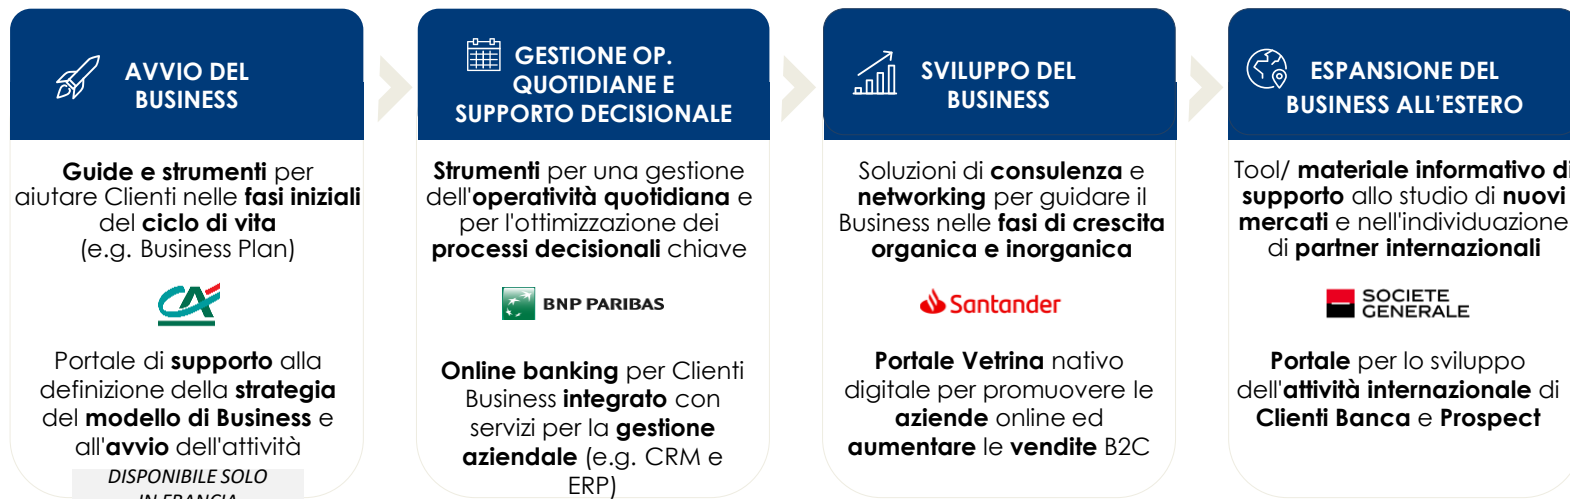 AVVIO DEL
BUSINESS
Guide e strumenti per
aiutare Clienti nelle fasi iniziali
del ciclo di vita
(e.g. Business Plan)
CA
Portale di supporto alla
definizione della strategia
del modello di Business e
all'avvio dell'attività
DISPONIBILE SOLO
IN FRANCIA
GESTIONE OP.
QUOTIDIANE E
SUPPORTO DECISIONALE
Strumenti per una gestione
dell'operatività quotidiana e
per l'ottimizzazione dei
processi decisionali chiave
BNP PARIBAS
Online banking per Clienti
Business integrato con
servizi per la gestione
aziendale (e.g. CRM e
ERP)
SVILUPPO DEL
BUSINESS
Soluzioni di consulenza e
networking per guidare il
Business nelle fasi di crescita
organica e inorganica
Santander
Portale Vetrina nativo
digitale per promuovere le
aziende online ed
aumentare le vendite B2C
ESPANSIONE DEL
BUSINESS ALL’ESTERO
Tool/ materiale informativo di
supporto allo studio di nuovi
mercati e nell'individuazione
di partner internazionali
SOCIETE
GENERALE
Portale per lo sviluppo
dell'attività internazionale di
Clienti Banca e Prospect